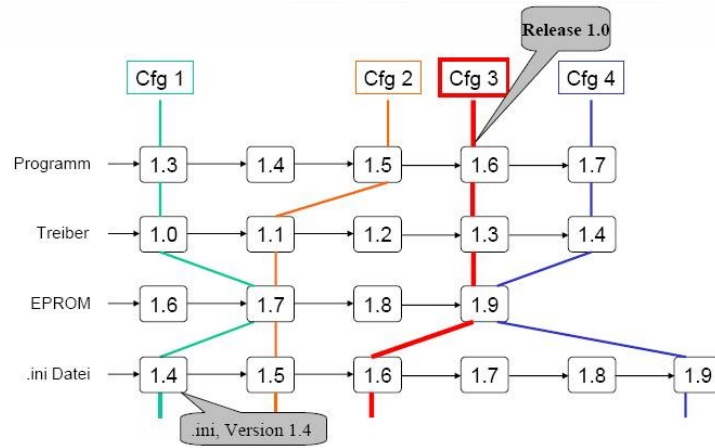 Release 1.0
Cfg 1 Cfg 2 Cfg 3 Cfg 4
Programm 1.3 1.4 1.5 1.6 1.7
Treiber 1.0 1.1 1.2 1.3 1.4
EPROM 1.6 1.7 1.8 1.9
.ini Datei 1.4 1.5 1.6 1.7 1.8 1.9
.ini, Version 1.4